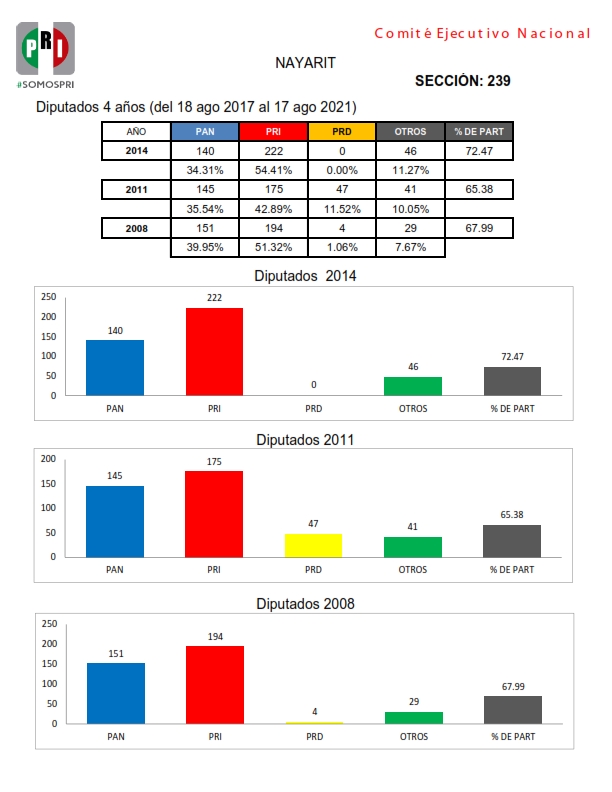 Comité Ejecutivo Nacional
PRI
#SOMOSPRI
NAYARIT
SECCIÓN: 239
Diputados 4 años (del 18 ago 2017 al 17 ago 2021)
AÑO PAN PRI PRD OTROS % DE PART
2014 140 222 0 46 72.47
34.31% 54.41% 0.00% 11.27%
2011 145 175 47 41 65.38
35.54% 42.89% 11.52% 10.05%
2008 151 194 4 29 67.99
39.95% 51.32% 1.06% 7.67%
Diputados 2014
250
200
150
100
50
0
140
222
0
46
72.47
PAN PRI PRD OTROS % DE PART
Diputados 2011
200
150
100
50
0
145
175
47
41
65.38
PAN PRI PRD OTROS % DE PART
Diputados 2008
250
200
150
100
50
0
151
194
4
29
67.99
PAN PRI PRD OTROS % DE PART